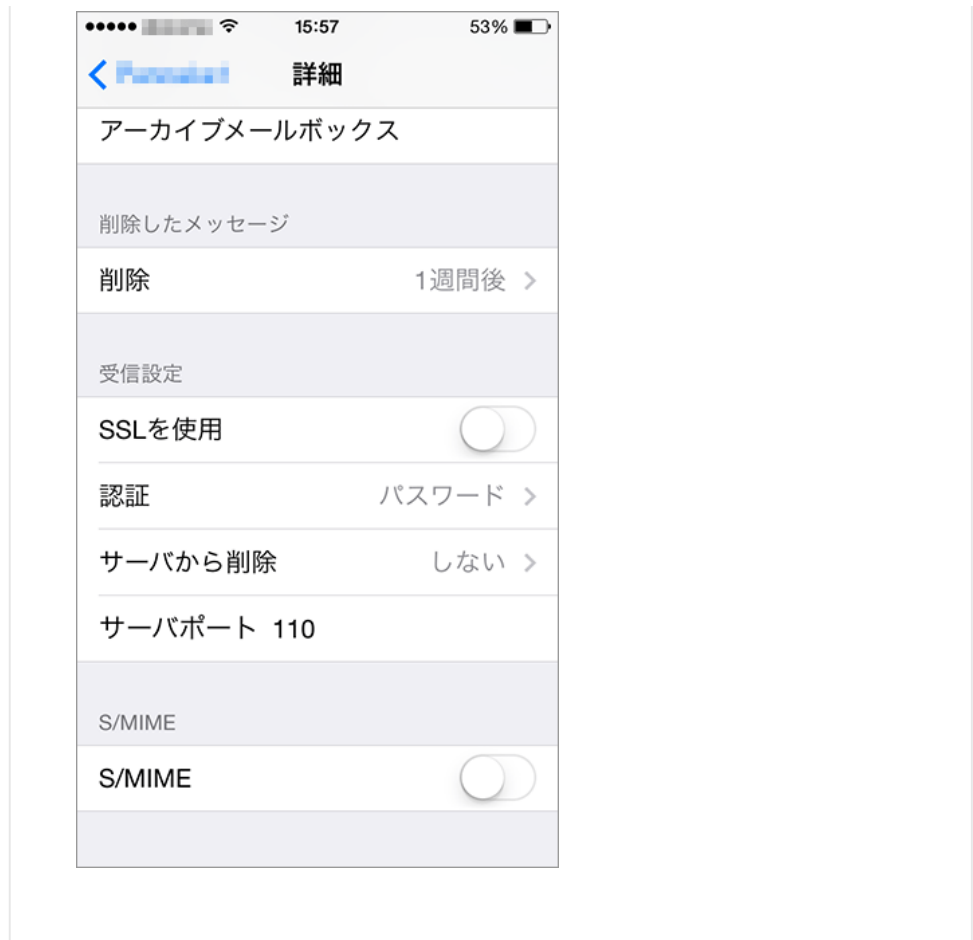 15:57 53%
詳細
アーカイブメールボックス
削除したメッセージ
削除 1週間後
受信設定
SSLを使用
認証 パスワード
サーバから削除 しない
サーバポート 110
S/MIME
S/MIME